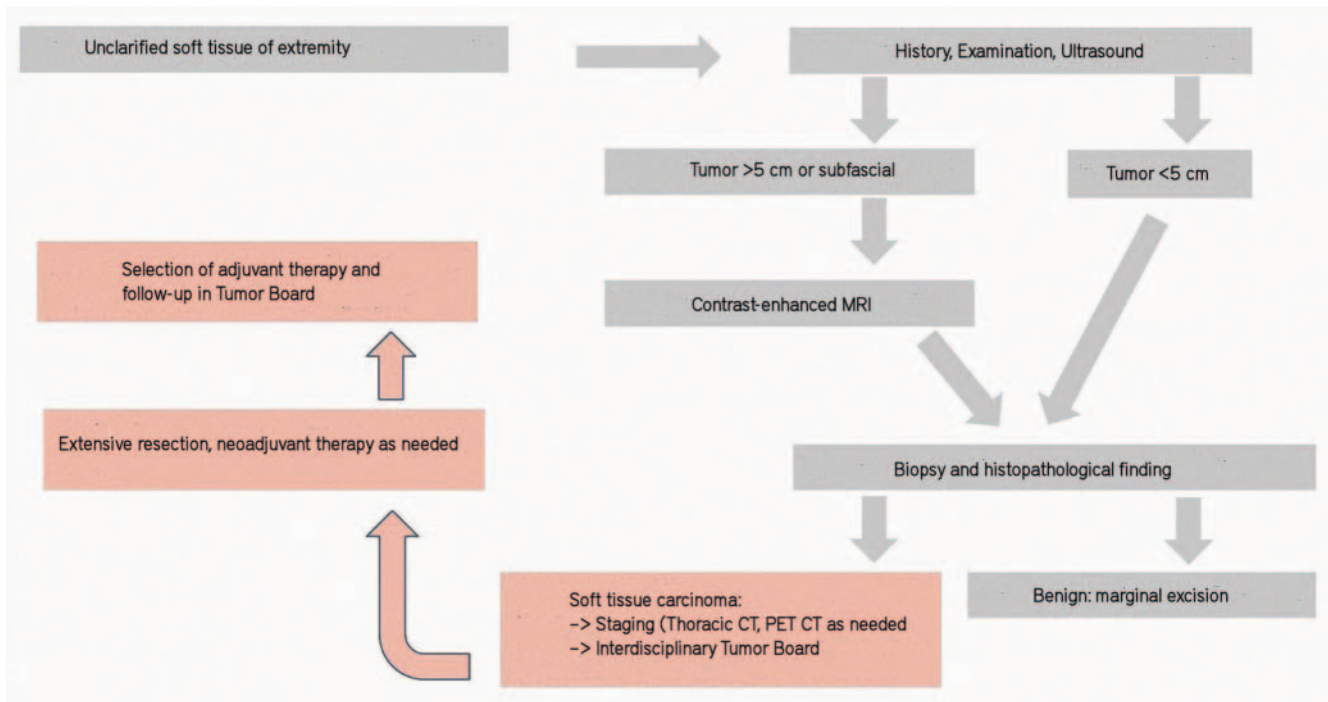 Unclarified soft tissue of extremity
History, Examination, Ultrasound
Tumor >5 cm or subfascial
Tumor <5 cm
Contrast-enhanced MRI
Biopsy and histopathological finding
Benign: marginal excision
Soft tissue carcinoma:
–> Staging (Thoracic CT, PET CT as needed
–> Interdisciplinary Tumor Board
Extensive resection, neoadjuvant therapy as needed
Selection of adjuvant therapy and
follow-up in Tumor Board